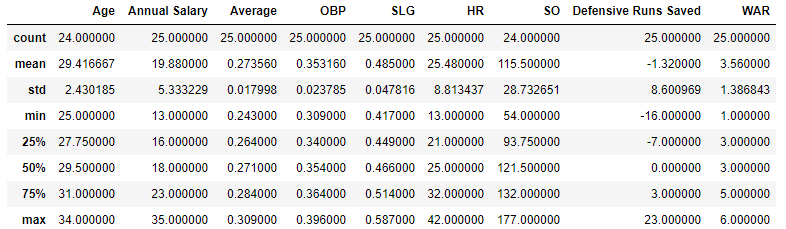 Age Annual Salary Average OBP SLG HR SO Defensive Runs Saved WAR
count 24.000000 25.000000 25.000000 25.000000 25.000000 25.000000 24.000000 25.000000 25.000000
mean 29.416667 19.880000 0.273560 0.353160 0.485000 25.480000 115.500000 -1.320000 3.560000
std 2.430185 5.333229 0.017998 0.023785 0.047816 8.813437 28.732651 8.600969 1.386843
min 25.000000 13.000000 0.243000 0.309000 0.417000 13.000000 54.000000 -16.000000 1.000000
25% 27.750000 16.000000 0.264000 0.340000 0.449000 21.000000 93.750000 -7.000000 3.000000
50% 29.500000 18.000000 0.271000 0.354000 0.466000 25.000000 121.500000 0.000000 3.000000
75% 31.000000 23.000000 0.284000 0.364000 0.514000 32.000000 132.000000 3.000000 5.000000
max 34.000000 35.000000 0.309000 0.396000 0.587000 42.000000 177.000000 23.000000 6.000000